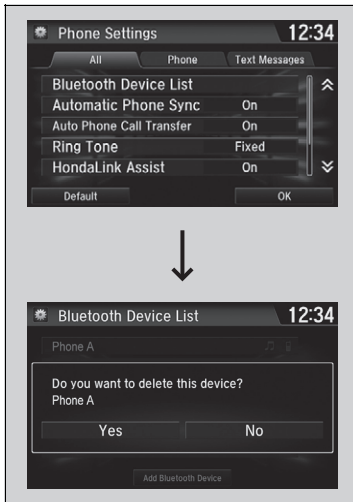 Phone Settings 12:34
All Phone Text Messages
Bluetooth Device List
Automatic Phone Sync On
Auto Phone Call Transfer On
Ring Tone Fixed
HondaLink Assist On
Default OK
Bluetooth Device List 12:34
Phone A
Do you want to delete this device?
Phone A
Yes No
Add Bluetooth Device